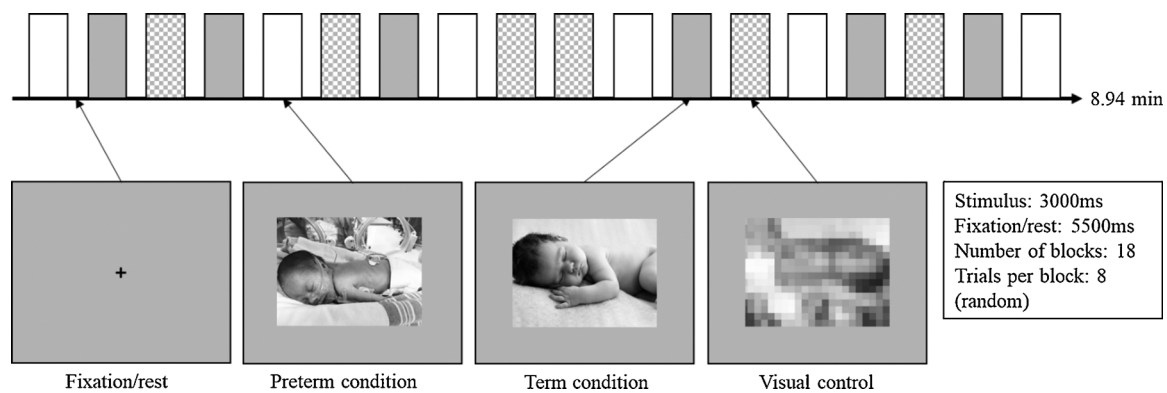 8.94 min
+
Stimulus: 3000ms
Fixation/rest: 5500ms
Number of blocks: 18
Trials per block: 8
(random)
Fixation/rest
Preterm condition
Term condition
Visual control